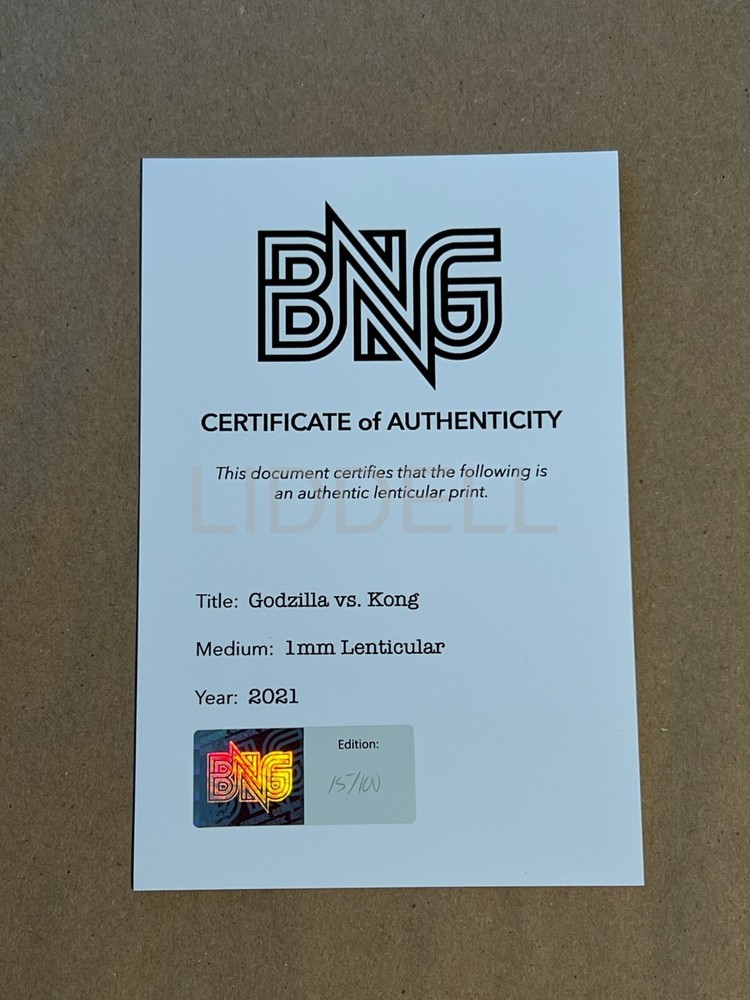 BNG
CERTIFICATE of AUTHENTICITY
This document certifies that the following is
an authentic lenticular print.
LIDDELL
Title: Godzilla vs. Kong
Medium: 1mm Lenticular
Year: 2021
BNG
Edition:
15/100